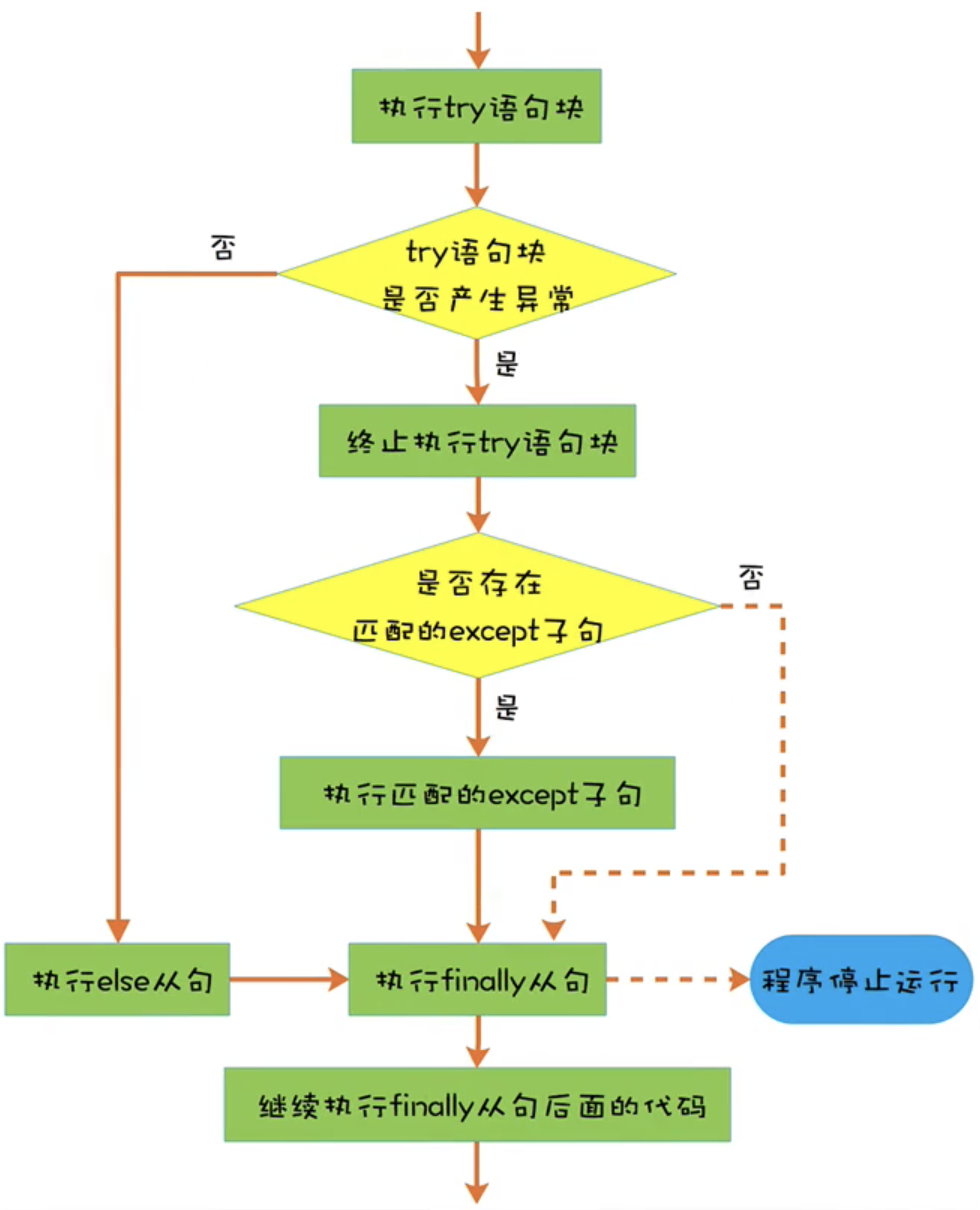 执行try语句块
try语句块
是否产生异常
否
是
终止执行try语句块
是否存在
匹配的except子句
否
是
执行匹配的except子句
执行else从句
执行finally从句
程序停止运行
继续执行finally从句后面的代码